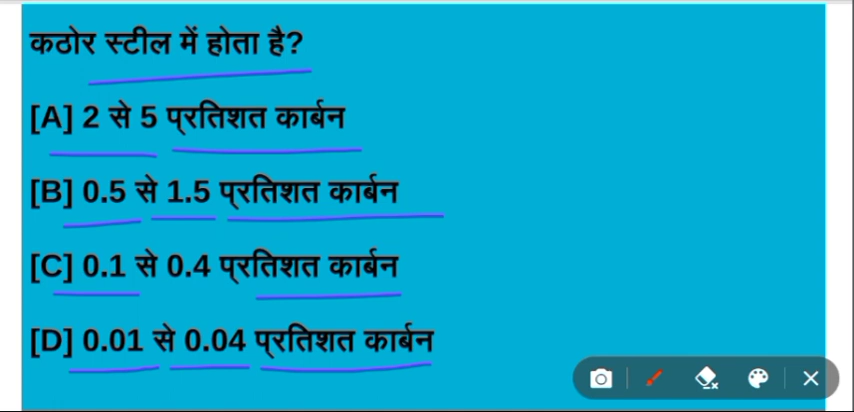 कठोर स्टील में होता है?
[A] 2 से 5 प्रतिशत कार्बन
[B] 0.5 से 1.5 प्रतिशत कार्बन
[C] 0.1 से 0.4 प्रतिशत कार्बन
[D] 0.01 से 0.04 प्रतिशत कार्बन